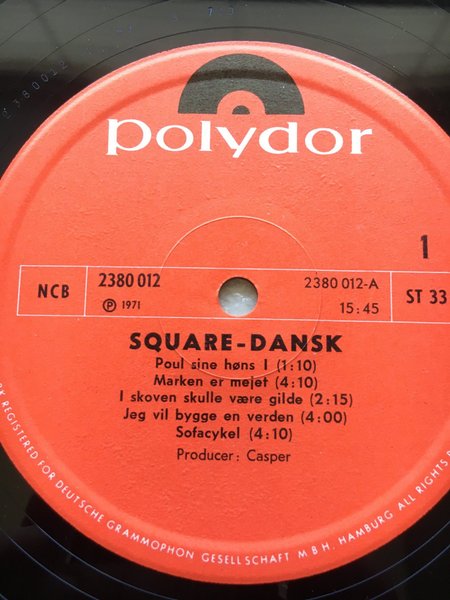 polydor
1
NCB
2380 012
℗ 1971
2380 012-A
15:45
ST 33
SQUARE-DANSK
Poul sine høns I (1:10)
Marken er mejet (4:10)
I skoven skulle være gilde (2:15)
Jeg vil bygge en verden (4:00)
Sofacykel (4:10)
Producer: Casper
REGISTERED FOR DEUTSCHE GRAMMOPHON GESELLSCHAFT M B H. HAMBURG ALL RIGHTS
2380012